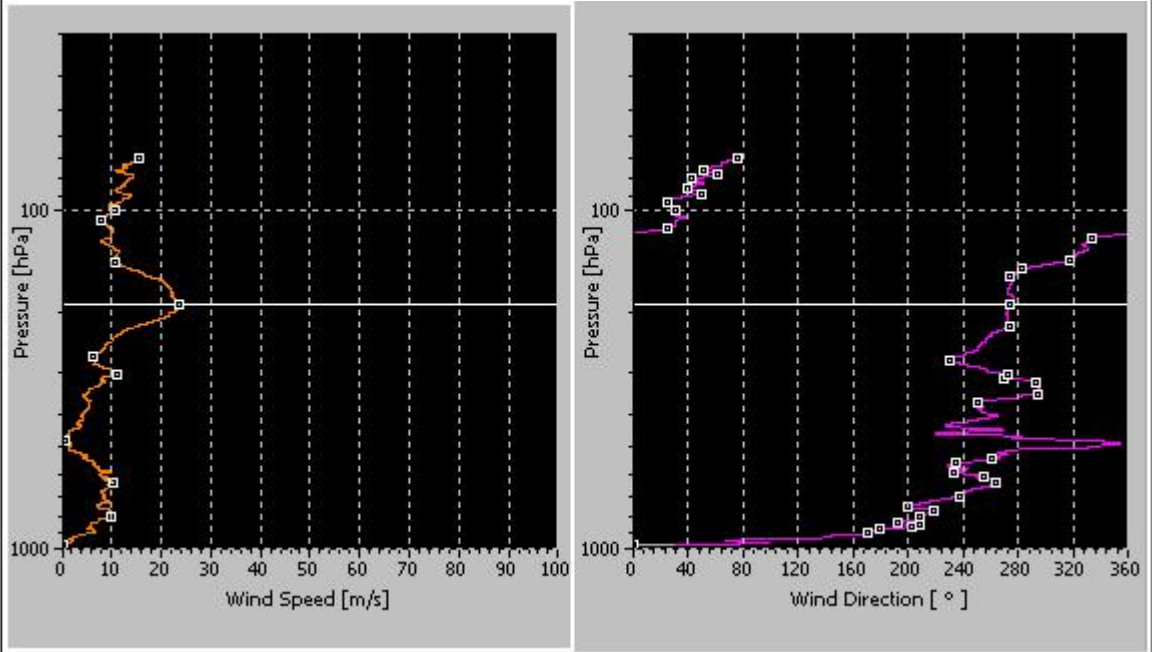 Pressure [hPa]
100
1000
0 10 20 30 40 50 60 70 80 90 100
Wind Speed [m/s]
Pressure [hPa]
100
1000
0 40 80 120 160 200 240 280 320 360
Wind Direction [ ° ]